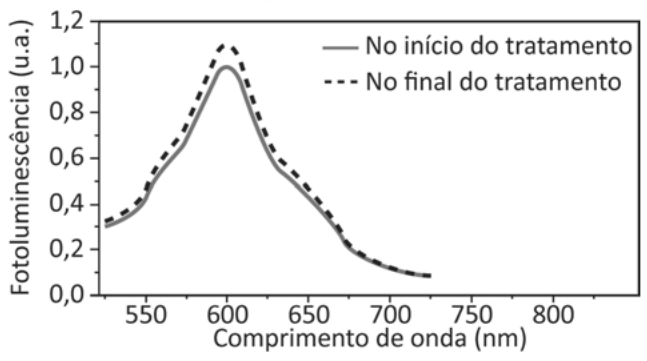 Fotoluminescência (u.a.)
1,2
1,0
0,8
0,6
0,4
0,2
0,0
No início do tratamento
No final do tratamento
550 600 650 700 750 800
Comprimento de onda (nm)